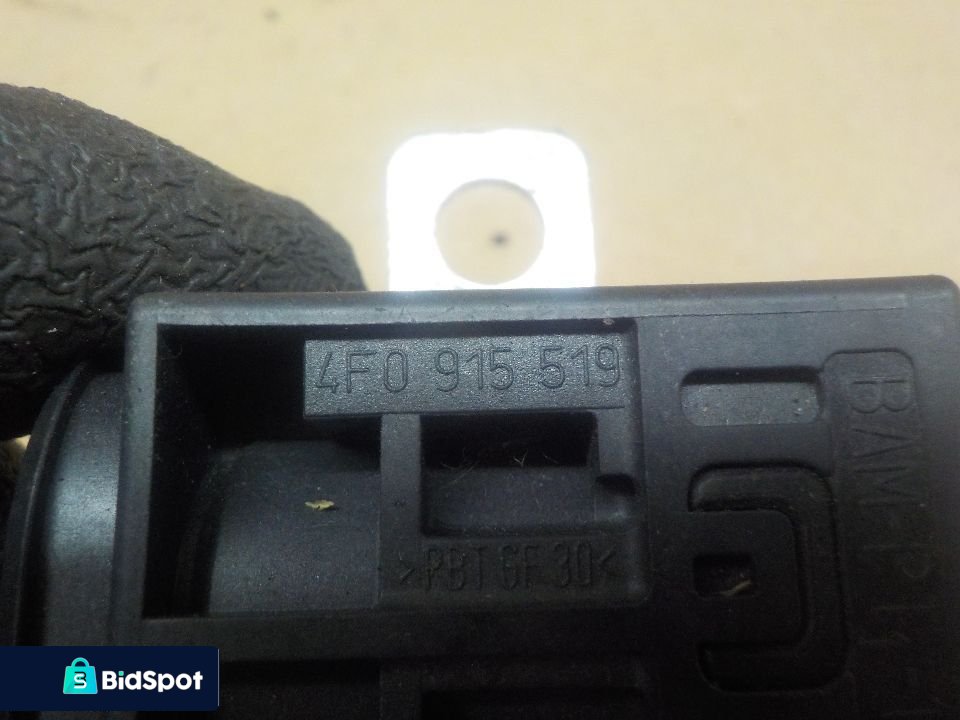 4F0 915 519
>PBT GF 30<
BidSpot